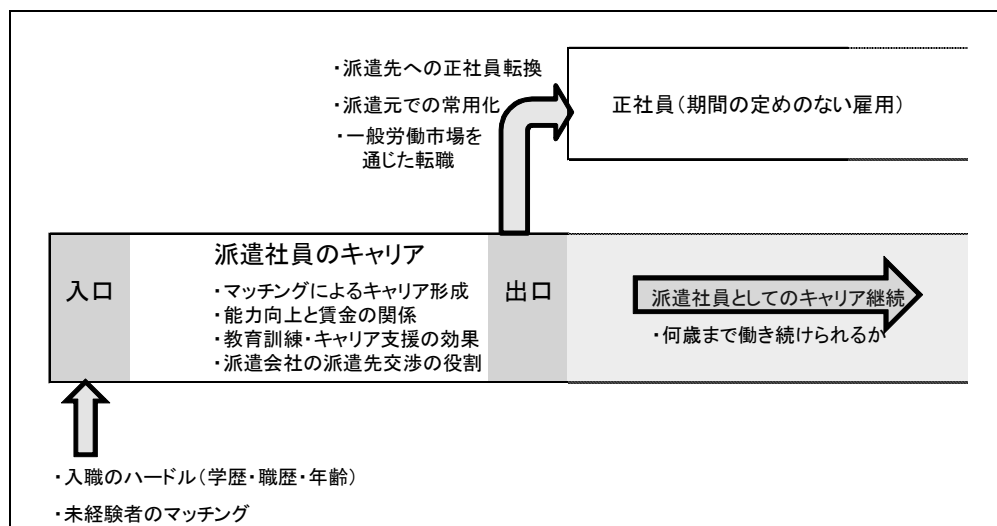 ・派遣先への正社員転換
・派遣元での常用化
・一般労働市場を
通じた転職
正社員（期間の定めのない雇用）
入口
派遣社員のキャリア
・マッチングによるキャリア形成
・能力向上と賃金の関係
・教育訓練・キャリア支援の効果
・派遣会社の派遣先交渉の役割
出口
派遣社員としてのキャリア継続
・何歳まで働き続けられるか
・入職のハードル（学歴・職歴・年齢）
・未経験者のマッチング